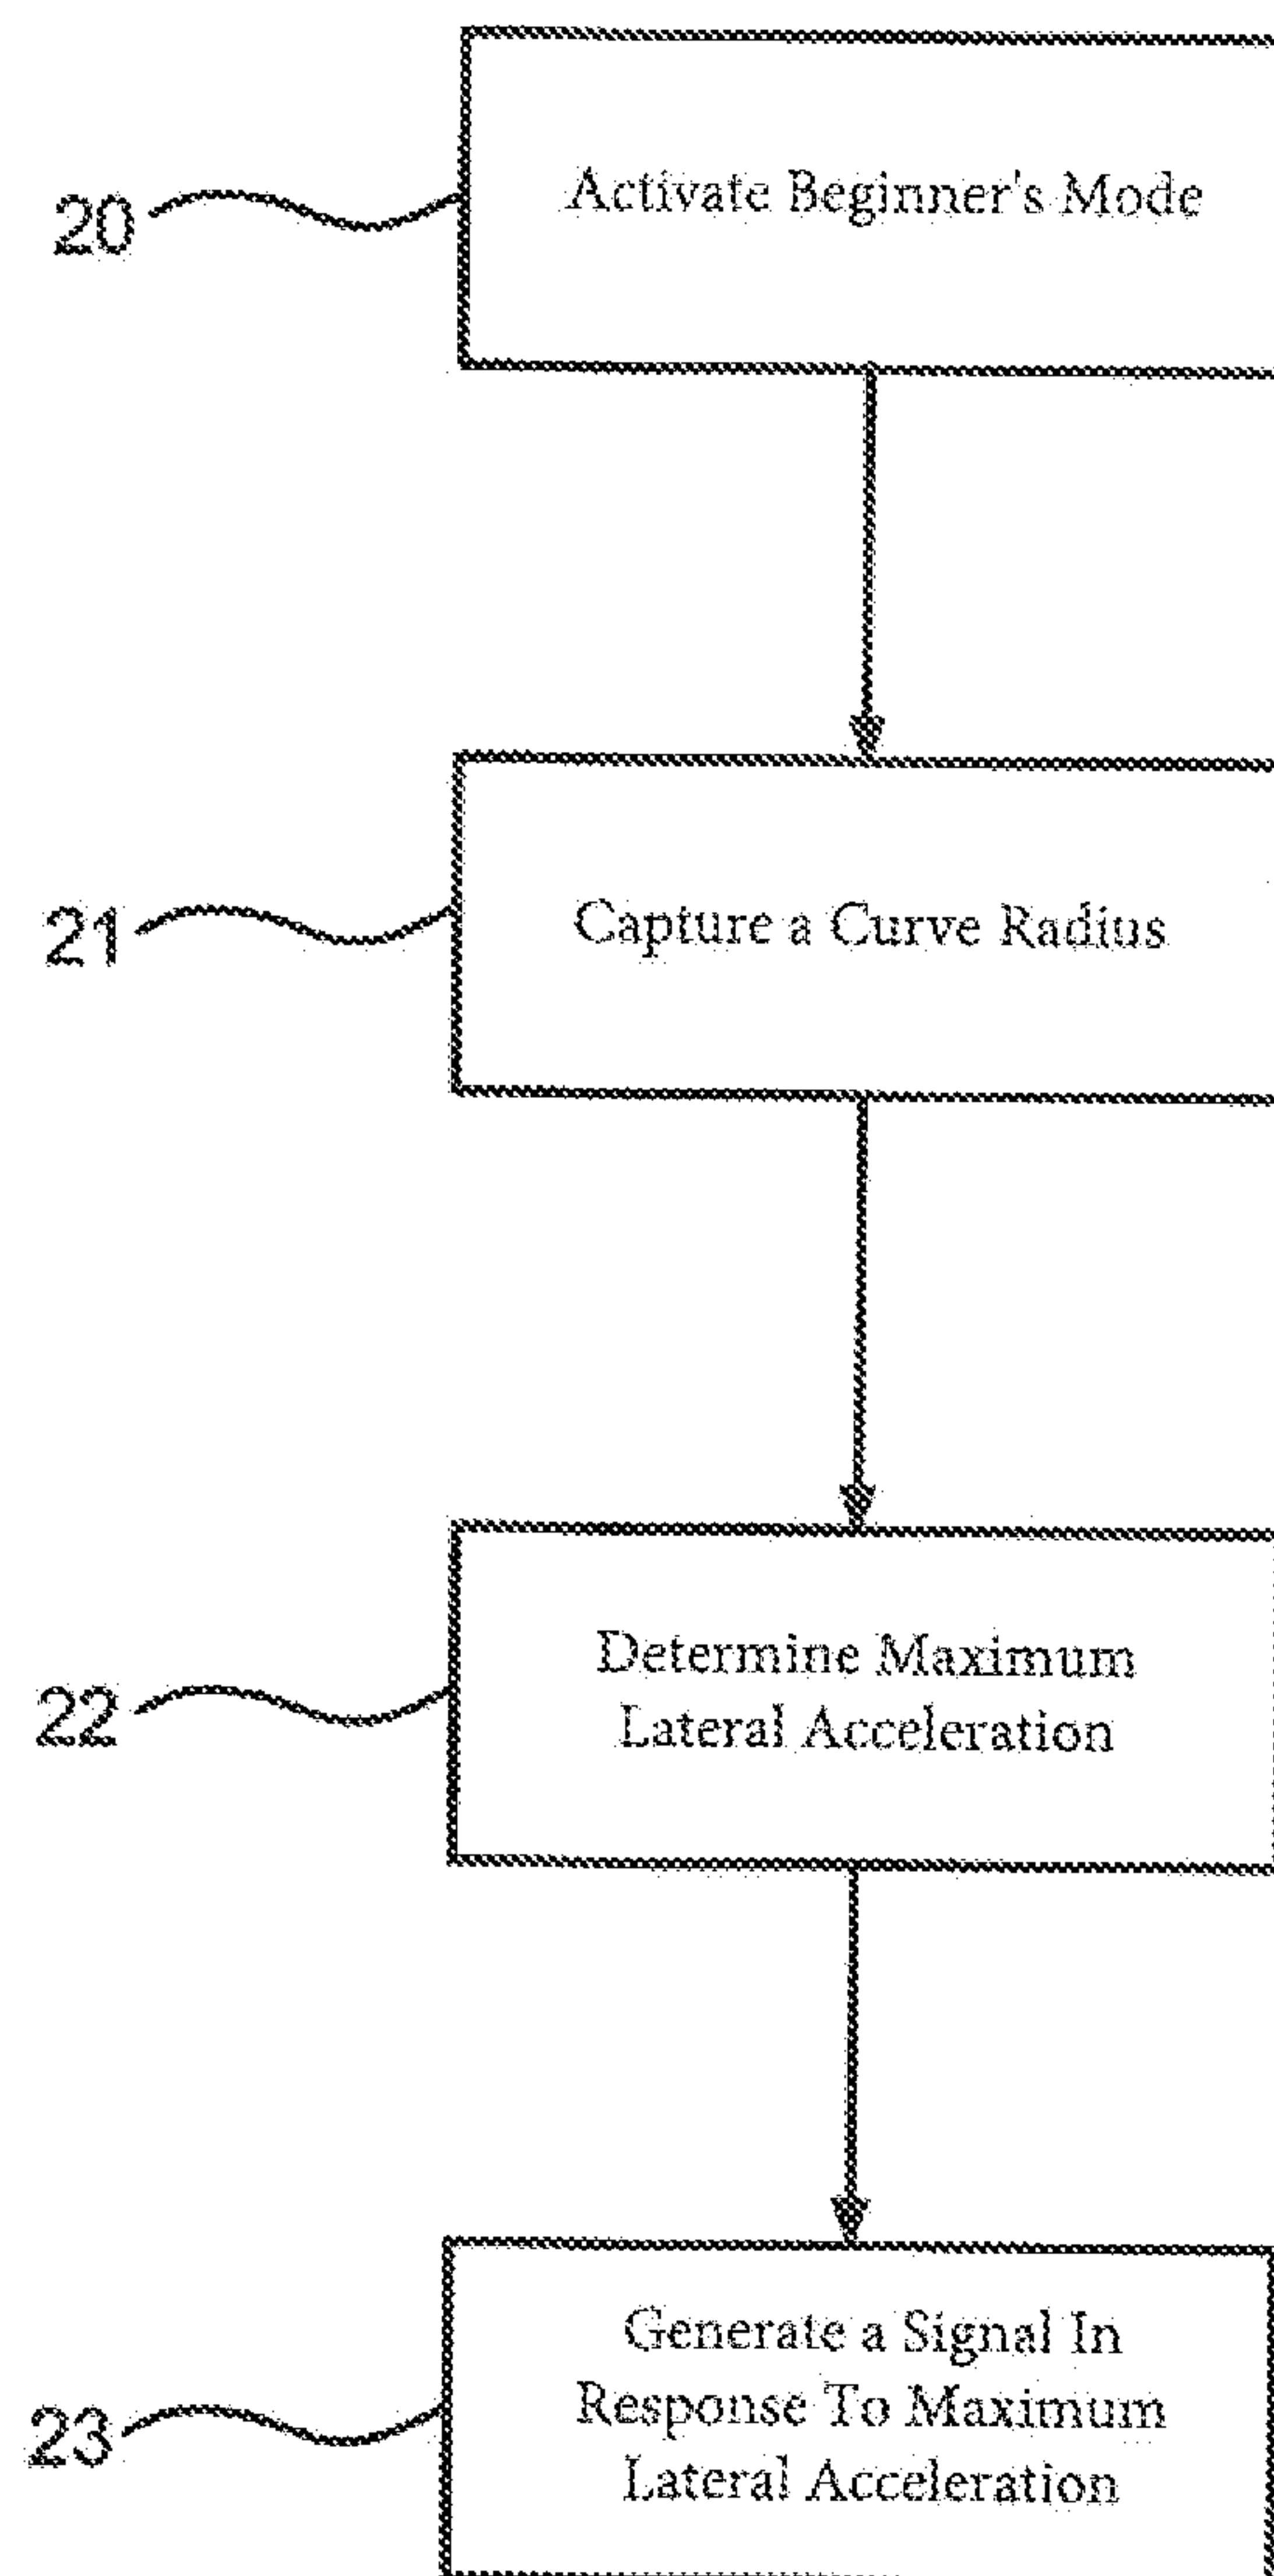 20
Activate Beginner's Mode
21
Capture a Curve Radius
22
Determine Maximum
Lateral Acceleration
23
Generate a Signal In
Response To Maximum
Lateral Acceleration